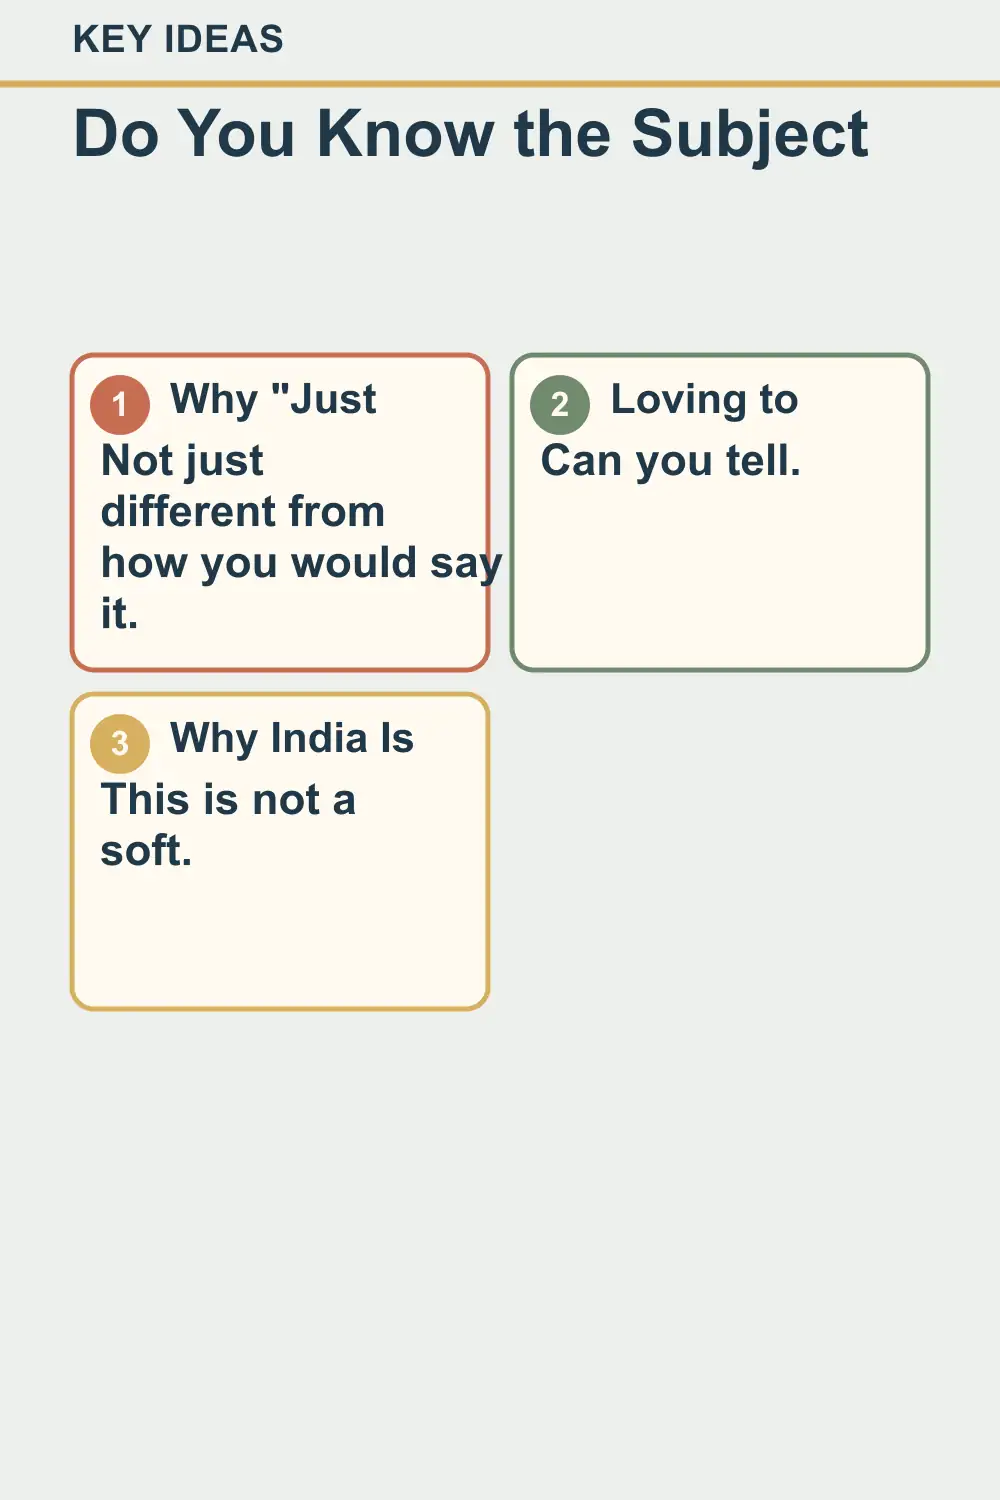 KEY IDEAS
Do You Know the Subject
1 Why "Just
Not just
different from
how you would say
it.
2 Loving to
Can you tell.
3 Why India Is
This is not a
soft.